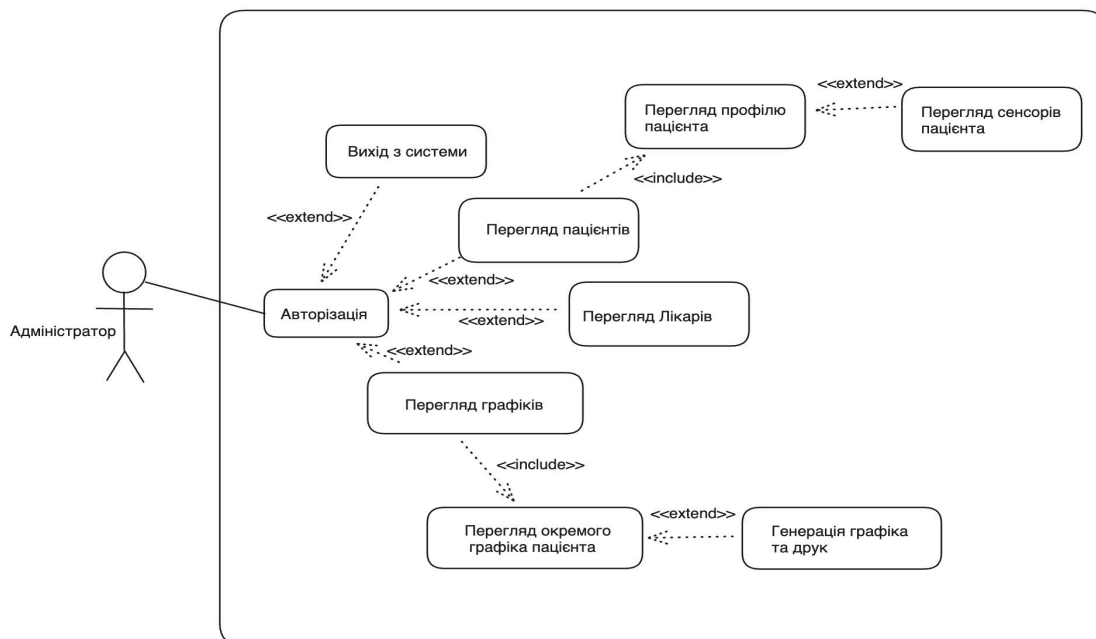 <<extend>>
Перегляд профілю
пацієнта
Перегляд сенсорів
пацієнта
Вихід з системи
<<include>>
<<extend>>
Перегляд пацієнтів
<<extend>>
Авторізація
<<extend>>
Перегляд Лікарів
Адміністратор
<<extend>>
Перегляд графіків
<<include>>
<<extend>>
Перегляд окремого
графіка пацієнта
Генерація графіка
та друк